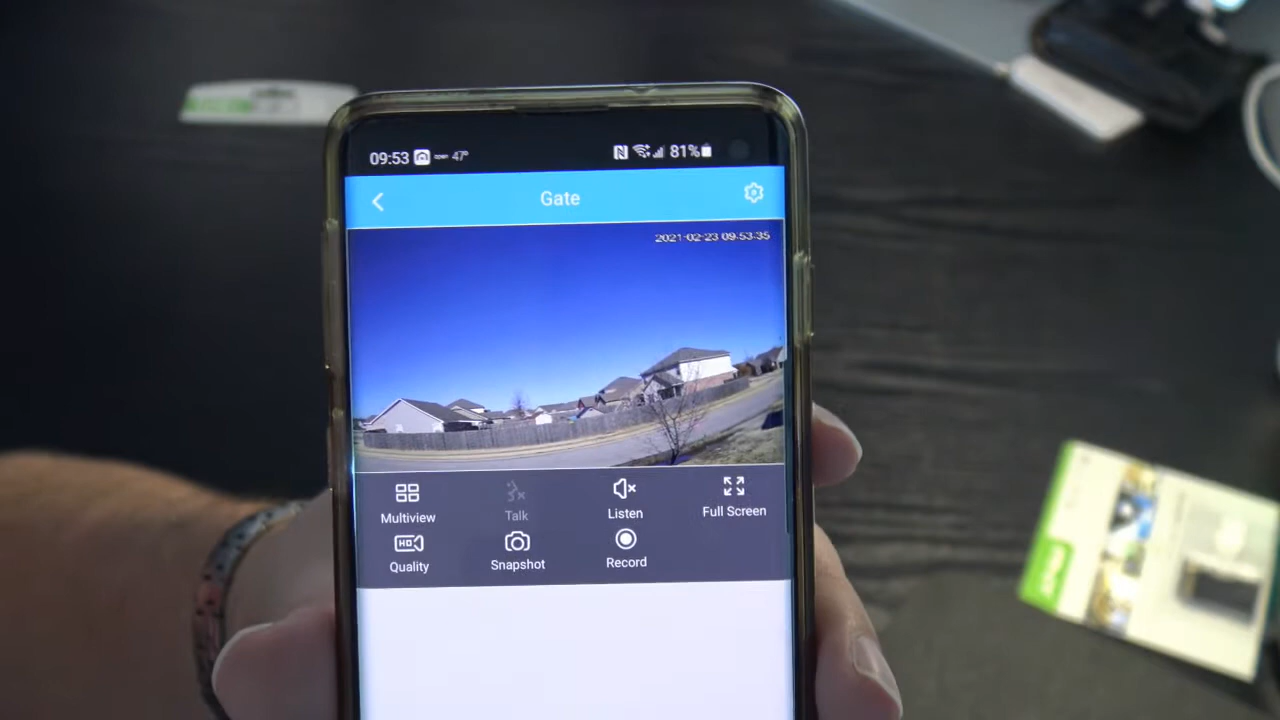 09:53 47° 81%
Gate
2021-02-23 09:53:35
Multiview Talk Listen Full Screen
HD
Quality Snapshot Record